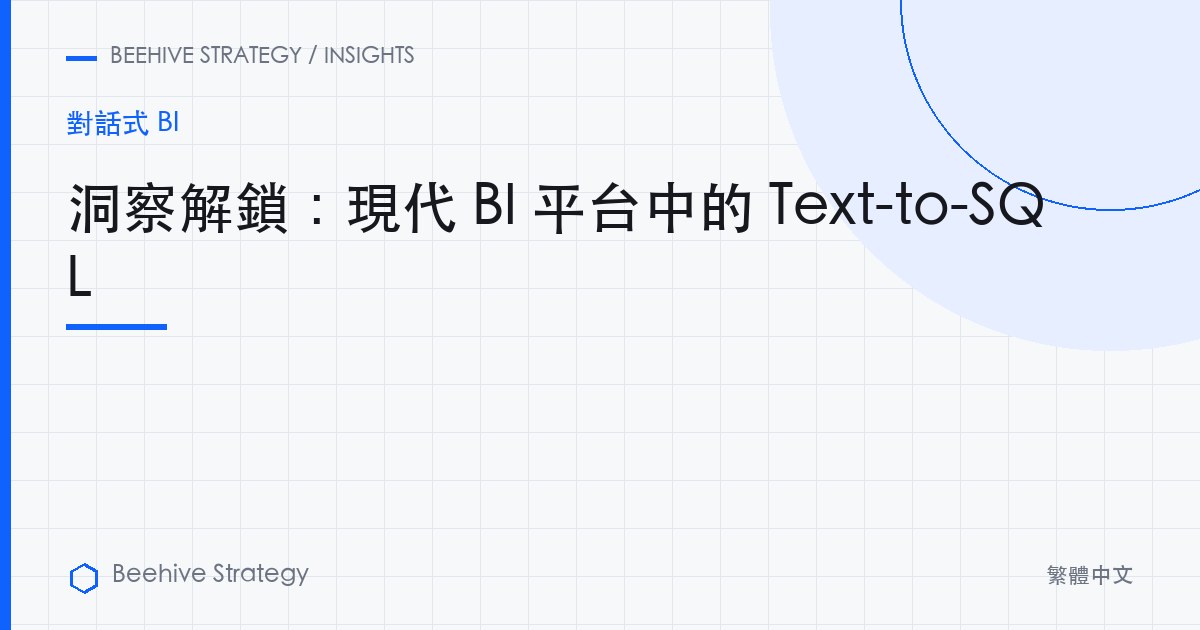 BEEHIVE STRATEGY / INSIGHTS
對話式 BI
洞察解鎖：現代 BI 平台中的 Text-to-SQ
L
Beehive Strategy
繁體中文